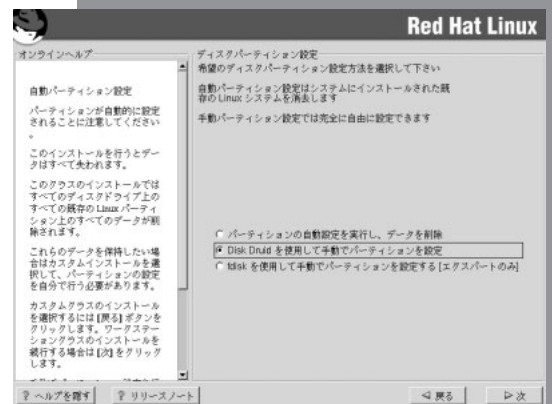 Red Hat Linux
オンラインヘルプ
自動パーティション設定
パーティションが自動的に設定
されることに注意してください
。
このインストールを行うとデー
タはすべて失われます。
このクラスのインストールでは
すべてのディスクドライブ上の
すべての既存の Linux パーティ
ション上のすべてのデータが削
除されます。
これらのデータを保持したい場
合はカスタムインストールを選
択して、パーティションの設定
を自分で行う必要があります。
カスタムクラスのインストール
を選択するには [戻る] ボタンを
クリックします。ワークステー
ションクラスのインストールを
続行する場合は [次] をクリック
します。
ディスクパーティション設定
希望のディスクパーティション設定方法を選択して下さい
自動パーティション設定はシステムにインストールされた既
存の Linux システムを消去します
手動パーティション設定では完全に自由に設定できます
パーティションの自動設定を実行し、データを削除
Disk Druid を使用して手動でパーティションを設定
fdisk を使用して手動でパーティションを設定する [エクスパートのみ]
? ヘルプを隠す
? リリースノート
戻る
次